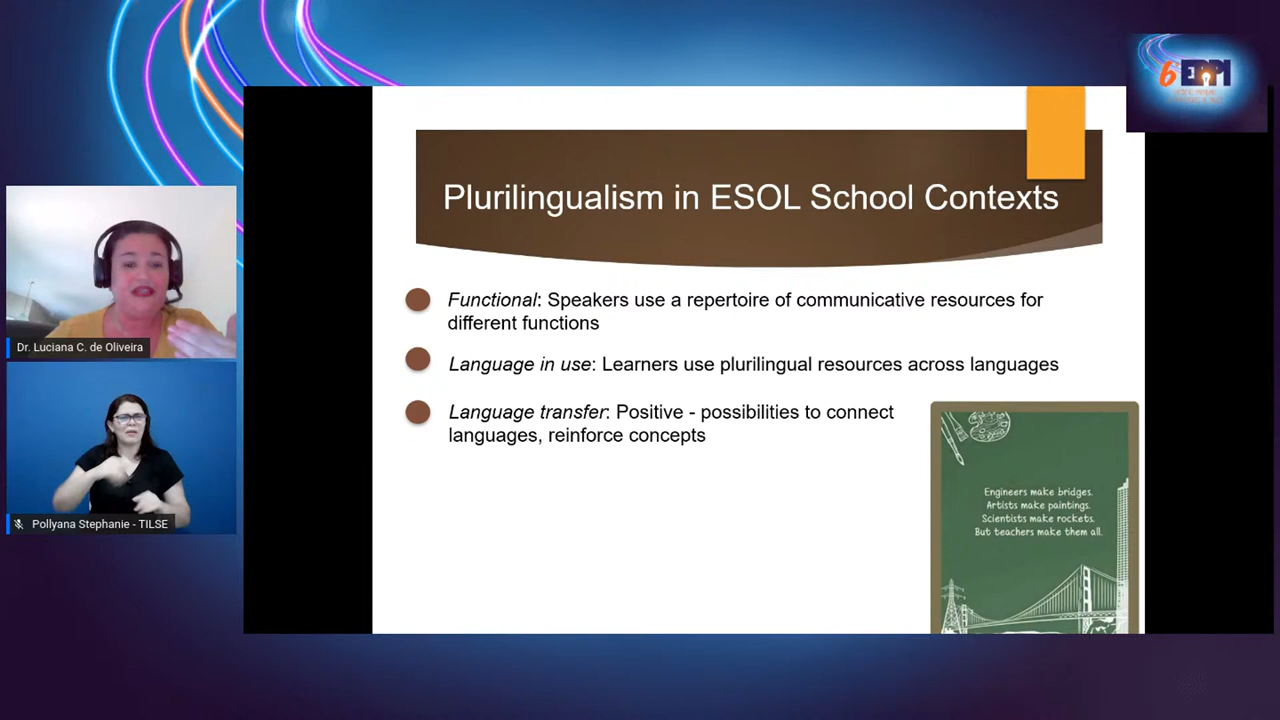 6 EPPI
Plurilingualism in ESOL School Contexts
Functional: Speakers use a repertoire of communicative resources for
different functions
Language in use: Learners use plurilingual resources across languages
Language transfer: Positive - possibilities to connect
languages, reinforce concepts
Engineers make bridges.
Artists make paintings.
Scientists make rockets.
But teachers make them all.
Dr. Luciana C. de Oliveira
Pollyana Stephanie - TILSE